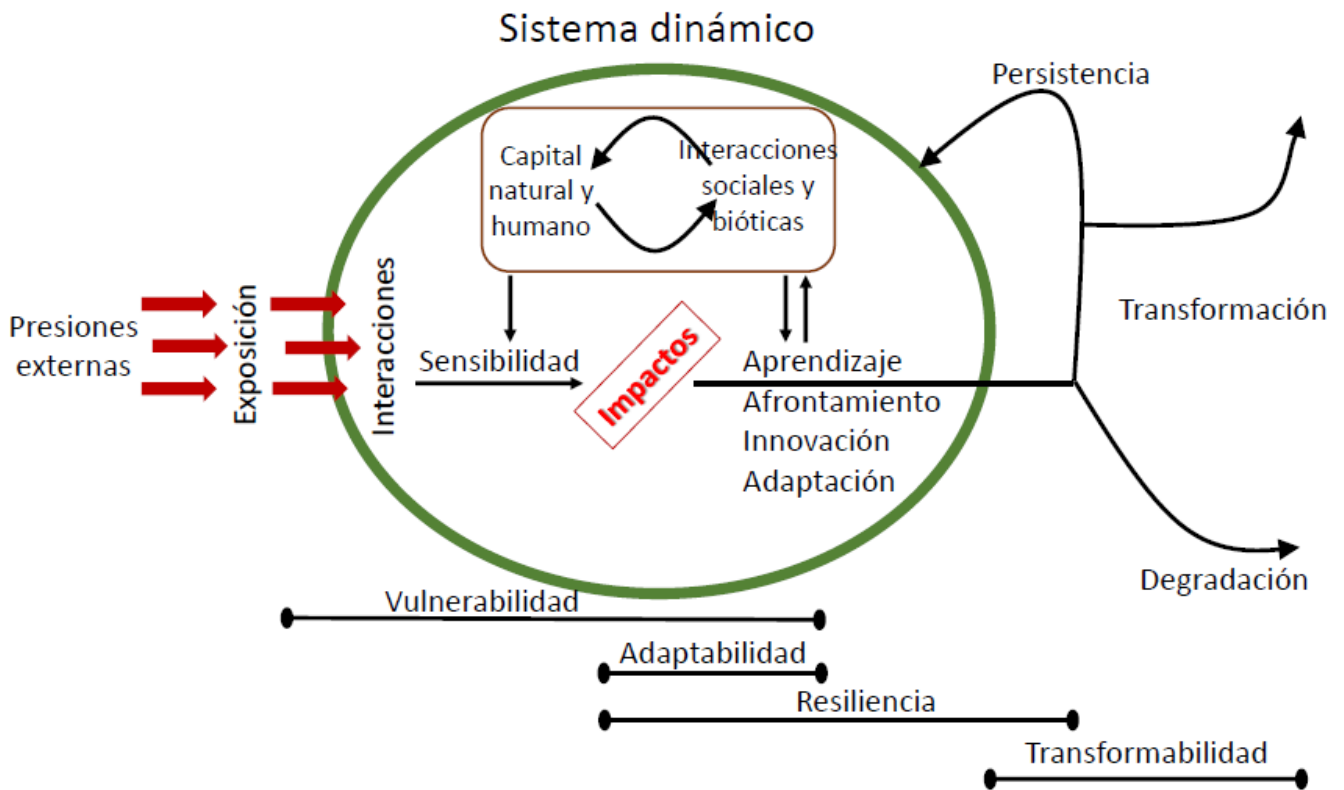 Sistema dinámico
Persistencia
Capital
natural y
humano
Interacciones
sociales y
bióticas
Presiones
externas
Exposición
Interacciones
Sensibilidad
Impactos
Aprendizaje
Afrontamiento
Innovación
Adaptación
Transformación
Degradación
Vulnerabilidad
Adaptabilidad
Resiliencia
Transformabilidad